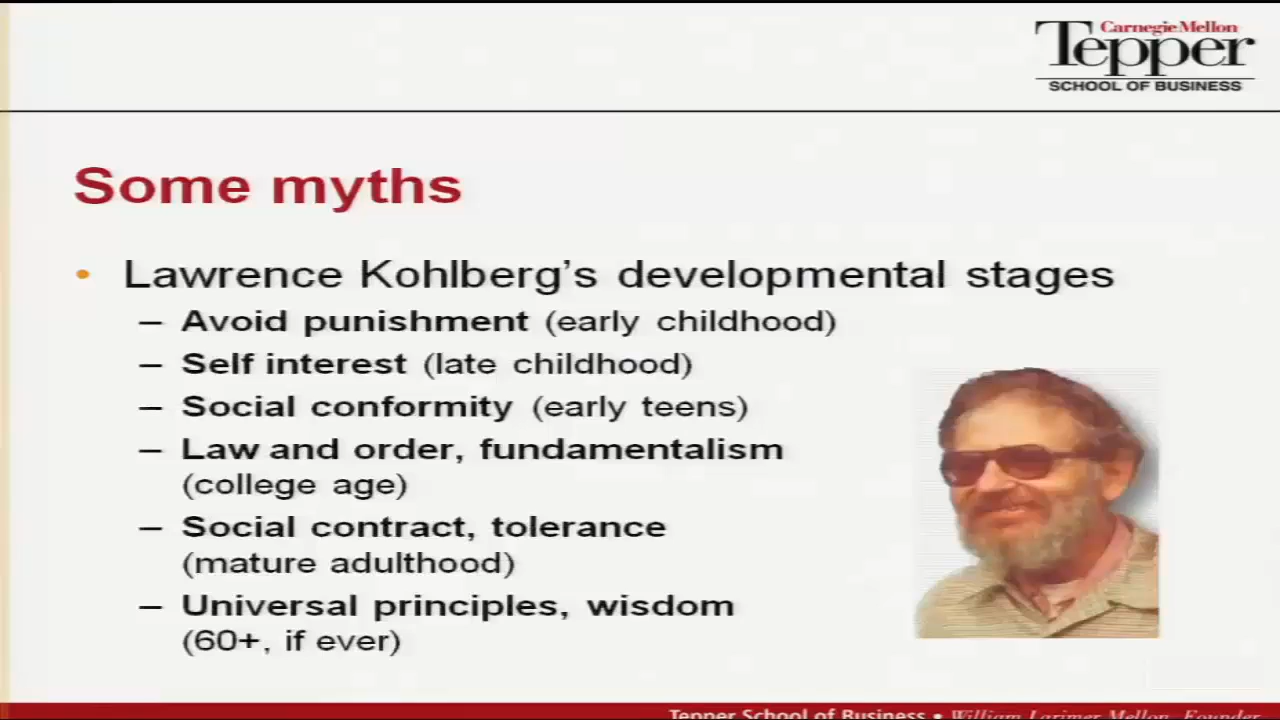 Carnegie Mellon
Tepper
SCHOOL OF BUSINESS
Some myths
• Lawrence Kohlberg's developmental stages
– Avoid punishment (early childhood)
– Self interest (late childhood)
– Social conformity (early teens)
– Law and order, fundamentalism
(college age)
– Social contract, tolerance
(mature adulthood)
– Universal principles, wisdom
(60+, if ever)
Tepper School of Business • William Larimer Mellon, Founder